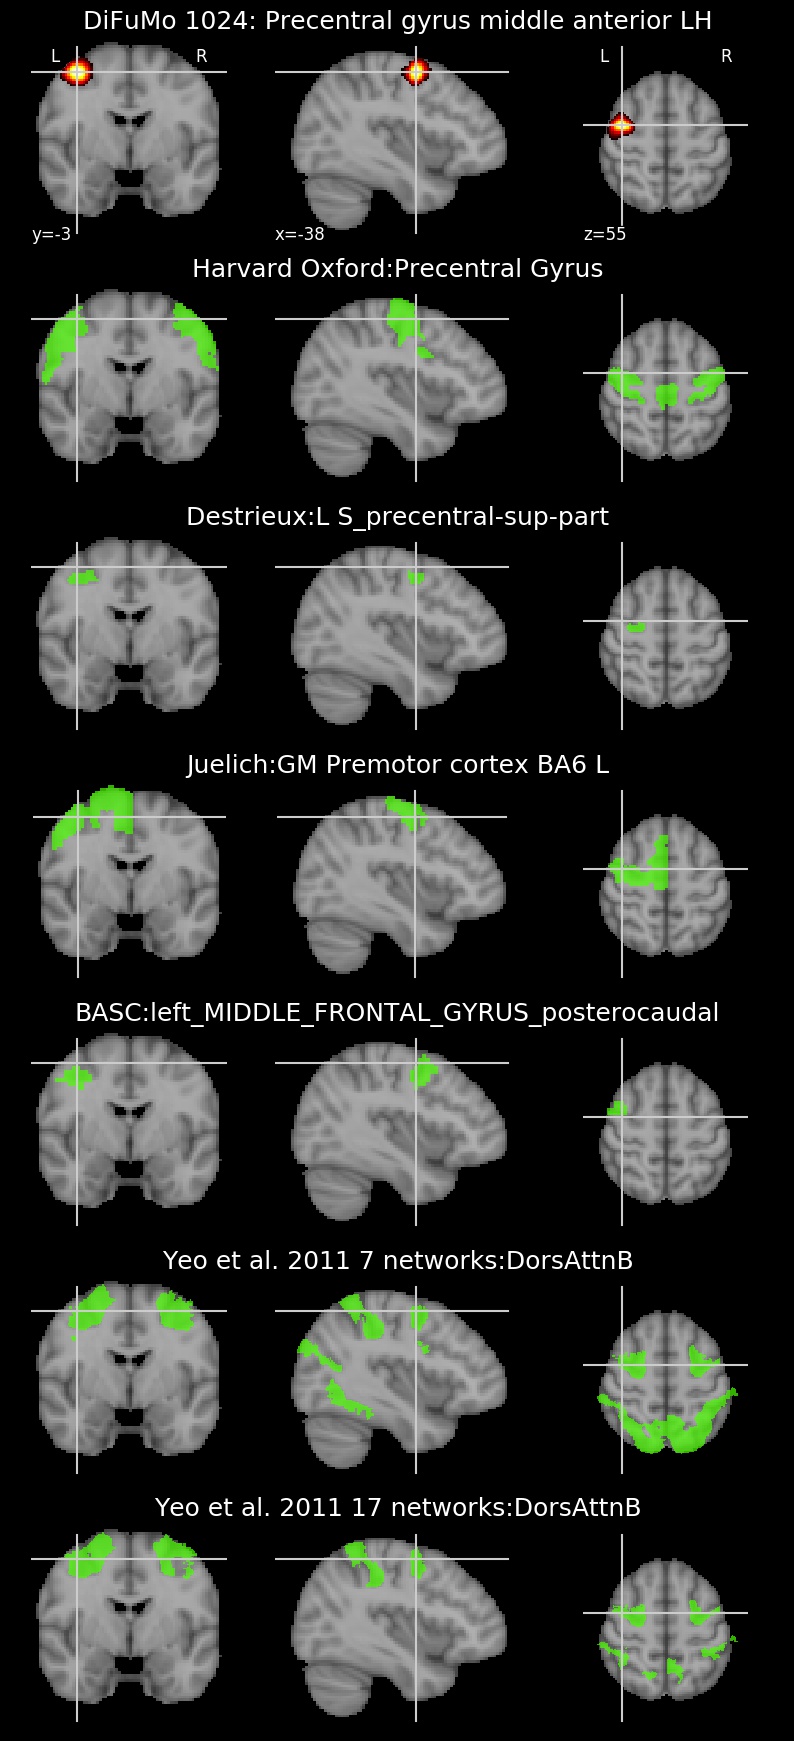 DiFuMo 1024: Precentral gyrus middle anterior LH
L R L R
y=-3 x=-38 z=55
Harvard Oxford:Precentral Gyrus
Destrieux:L S_precentral-sup-part
Juelich:GM Premotor cortex BA6 L
BASC:left_MIDDLE_FRONTAL_GYRUS_posterocaudal
Yeo et al. 2011 7 networks:DorsAttnB
Yeo et al. 2011 17 networks:DorsAttnB